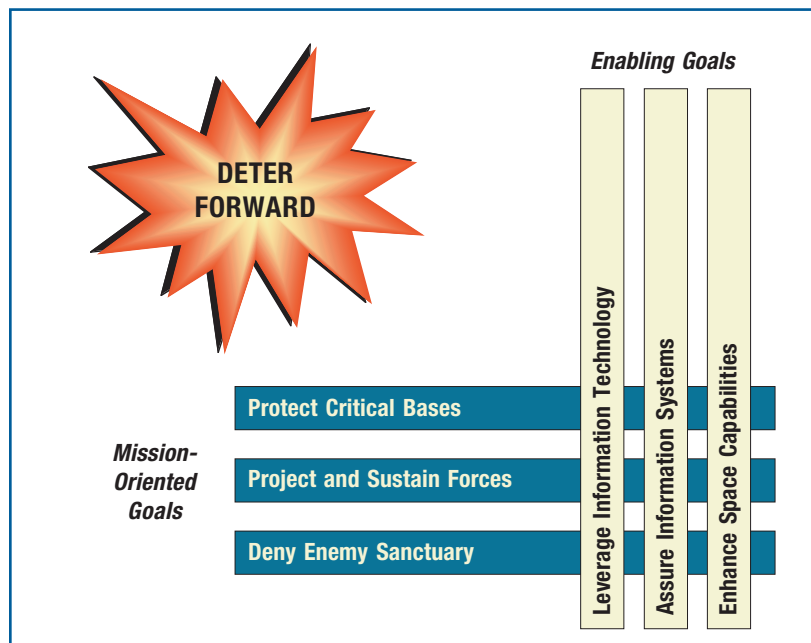 Enabling Goals
DETER
FORWARD
Leverage Information Technology
Assure Information Systems
Enhance Space Capabilities
Mission-
Oriented
Goals
Protect Critical Bases
Project and Sustain Forces
Deny Enemy Sanctuary